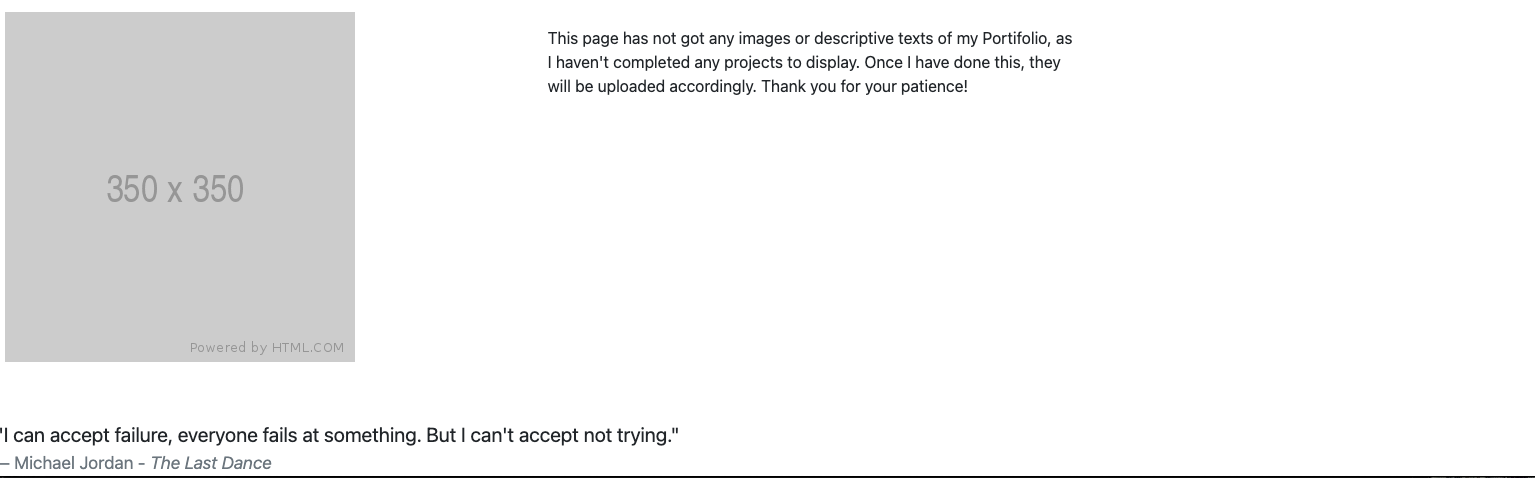 This page has not got any images or descriptive texts of my Portifolio, as
I haven't completed any projects to display. Once I have done this, they
will be uploaded accordingly. Thank you for your patience!
350 x 350
Powered by HTML.COM
"I can accept failure, everyone fails at something. But I can't accept not trying."
— Michael Jordan - The Last Dance